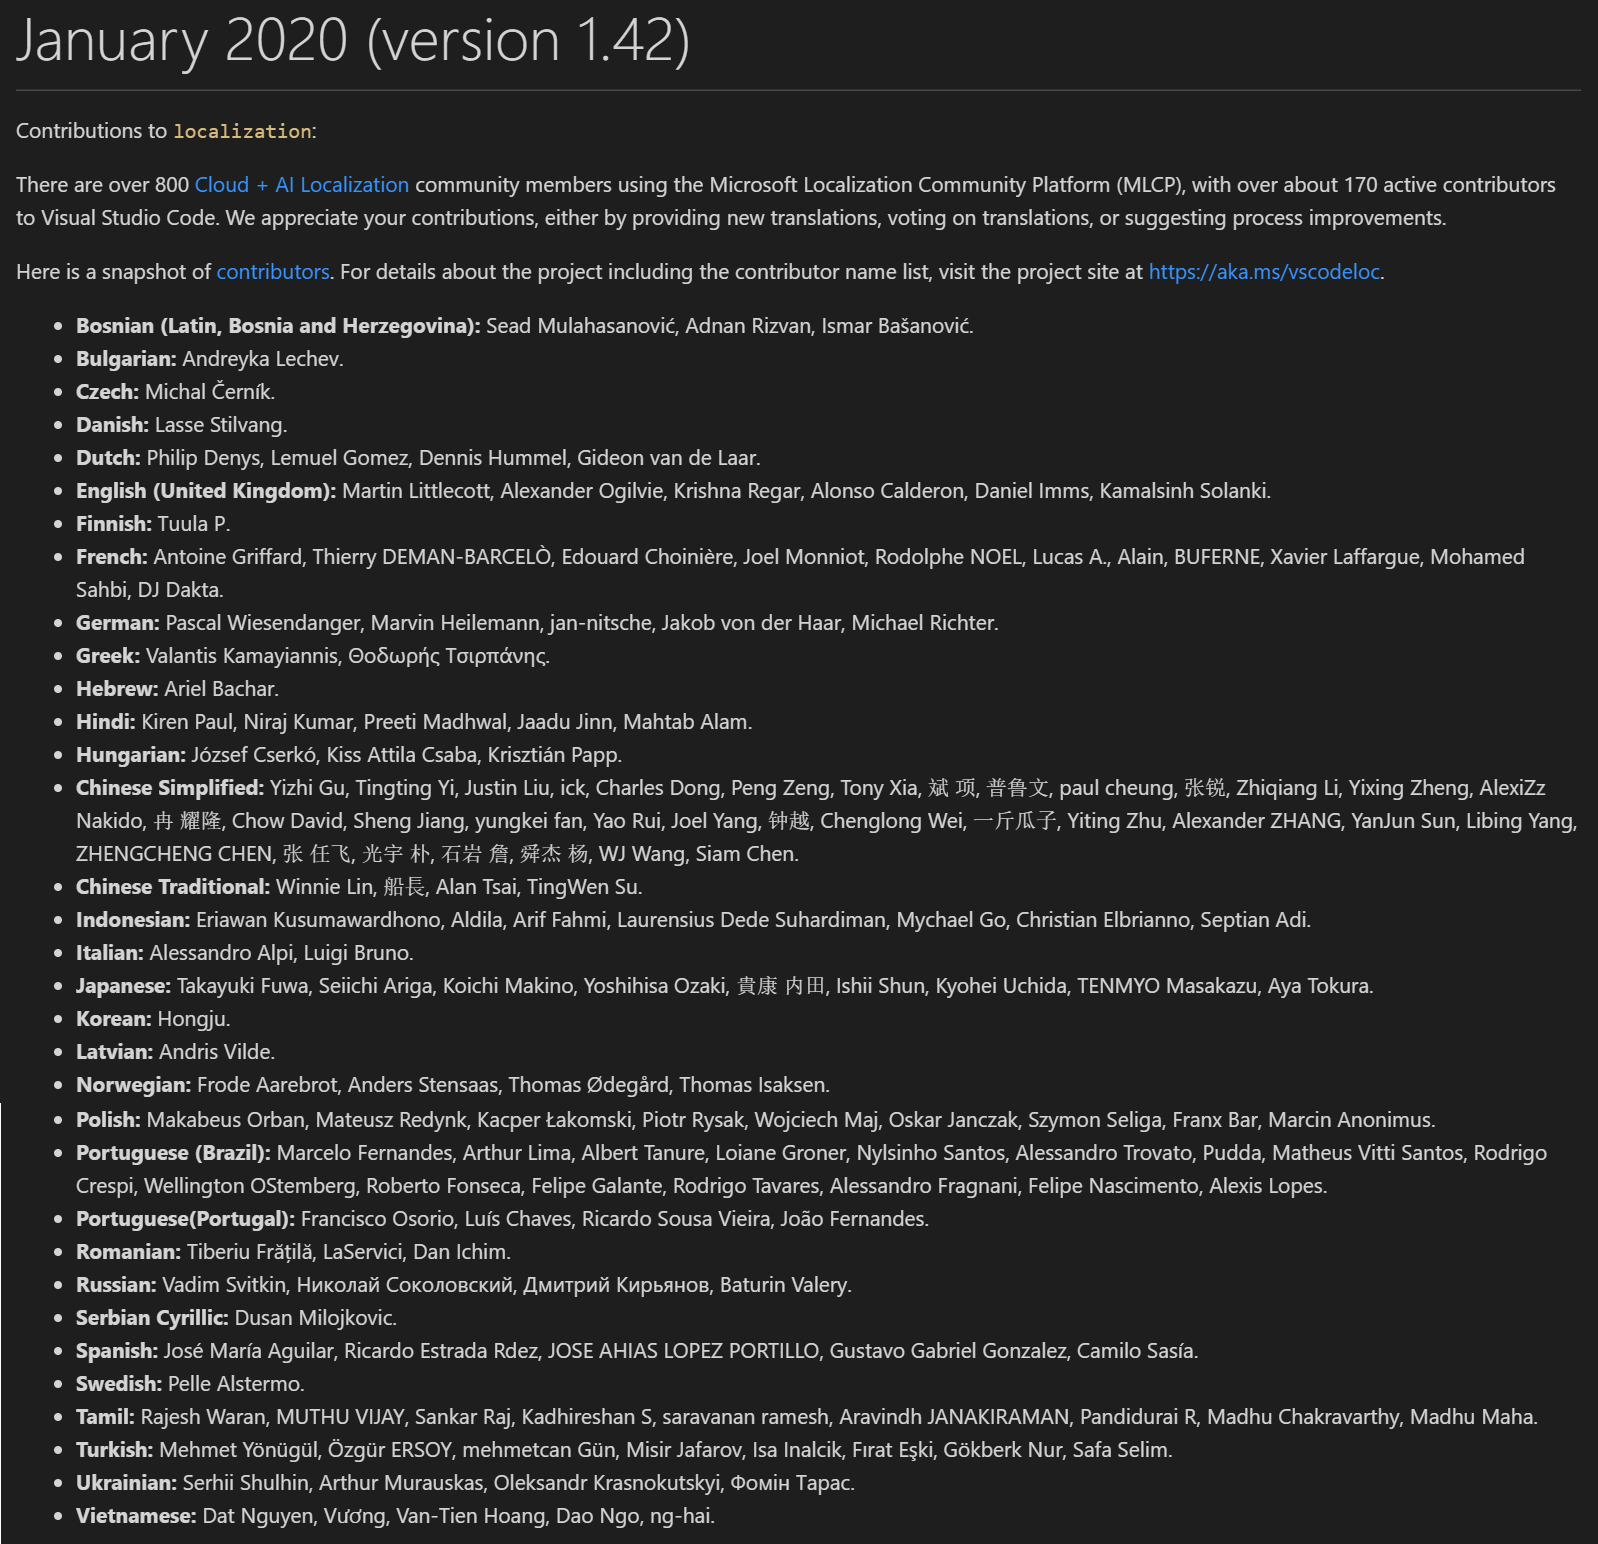 January 2020 (version 1.42)
Contributions to localization:
There are over 800 Cloud + AI Localization community members using the Microsoft Localization Community Platform (MLCP), with over about 170 active contributors
to Visual Studio Code. We appreciate your contributions, either by providing new translations, voting on translations, or suggesting process improvements.
Here is a snapshot of contributors. For details about the project including the contributor name list, visit the project site at https://aka.ms/vscodeloc.
• Bosnian (Latin, Bosnia and Herzegovina): Sead Mulahasanović, Adnan Rizvan, Ismar Bašanović.
• Bulgarian: Andreyka Lechev.
• Czech: Michal Černík.
• Danish: Lasse Stilvang.
• Dutch: Philip Denys, Lemuel Gomez, Dennis Hummel, Gideon van de Laar.
• English (United Kingdom): Martin Littlecott, Alexander Ogilvie, Krishna Regar, Alonso Calderon, Daniel Imms, Kamalsinh Solanki.
• Finnish: Tuula P.
• French: Antoine Griffard, Thierry DEMAN-BARCELÒ, Edouard Choinière, Joel Monniot, Rodolphe NOEL, Lucas A., Alain, BUFERNE, Xavier Laffargue, Mohamed
Sahbi, DJ Dakta.
• German: Pascal Wiesendanger, Marvin Heilemann, jan-nitsche, Jakob von der Haar, Michael Richter.
• Greek: Valantis Kamayiannis, Θοδωρής Τσιρπάνης.
• Hebrew: Ariel Bachar.
• Hindi: Kiren Paul, Niraj Kumar, Preeti Madhwal, Jaadu Jinn, Mahtab Alam.
• Hungarian: József Cserkó, Kiss Attila Csaba, Krisztián Papp.
• Chinese Simplified: Yizhi Gu, Tingting Yi, Justin Liu, ick, Charles Dong, Peng Zeng, Tony Xia, 斌 项, 普鲁文, paul cheung, 张锐, Zhiqiang Li, Yixing Zheng, AlexiZz
Nakido, 冉 耀隆, Chow David, Sheng Jiang, yungkei fan, Yao Rui, Joel Yang, 钟越, Chenglong Wei, 一斤瓜子, Yiting Zhu, Alexander ZHANG, YanJun Sun, Libing Yang,
ZHENGCHENG CHEN, 张 任飞, 光宇 朴, 石岩 詹, 舜杰 杨, WJ Wang, Siam Chen.
• Chinese Traditional: Winnie Lin, 船長, Alan Tsai, TingWen Su.
• Indonesian: Eriawan Kusumawardhono, Aldila, Arif Fahmi, Laurensius Dede Suhardiman, Mychael Go, Christian Elbrianno, Septian Adi.
• Italian: Alessandro Alpi, Luigi Bruno.
• Japanese: Takayuki Fuwa, Seiichi Ariga, Koichi Makino, Yoshihisa Ozaki, 貴康 内田, Ishii Shun, Kyohei Uchida, TENMYO Masakazu, Aya Tokura.
• Korean: Hongju.
• Latvian: Andris Vilde.
• Norwegian: Frode Aarebrot, Anders Stensaas, Thomas Ødegård, Thomas Isaksen.
• Polish: Makabeus Orban, Mateusz Redynk, Kacper Łakomski, Piotr Rysak, Wojciech Maj, Oskar Janczak, Szymon Seliga, Franx Bar, Marcin Anonimus.
• Portuguese (Brazil): Marcelo Fernandes, Arthur Lima, Albert Tanure, Loiane Groner, Nylsinho Santos, Alessandro Trovato, Pudda, Matheus Vitti Santos, Rodrigo
Crespi, Wellington OStemberg, Roberto Fonseca, Felipe Galante, Rodrigo Tavares, Alessandro Fragnani, Felipe Nascimento, Alexis Lopes.
• Portuguese(Portugal): Francisco Osorio, Luís Chaves, Ricardo Sousa Vieira, João Fernandes.
• Romanian: Tiberiu Frățilă, LaServici, Dan Ichim.
• Russian: Vadim Svitkin, Николай Соколовский, Дмитрий Кирьянов, Baturin Valery.
• Serbian Cyrillic: Dusan Milojkovic.
• Spanish: José María Aguilar, Ricardo Estrada Rdez, JOSE AHIAS LOPEZ PORTILLO, Gustavo Gabriel Gonzalez, Camilo Sasía.
• Swedish: Pelle Alstermo.
• Tamil: Rajesh Waran, MUTHU VIJAY, Sankar Raj, Kadhireshan S, saravanan ramesh, Aravindh JANAKIRAMAN, Pandidurai R, Madhu Chakravarthy, Madhu Maha.
• Turkish: Mehmet Yönügül, Özgür ERSOY, mehmetcan Gün, Misir Jafarov, Isa Inalcik, Fırat Eşki, Gökberk Nur, Safa Selim.
• Ukrainian: Serhii Shulhin, Arthur Murauskas, Oleksandr Krasnokutskyi, Фомін Тарас.
• Vietnamese: Dat Nguyen, Vương, Van-Tien Hoang, Dao Ngo, ng-hai.